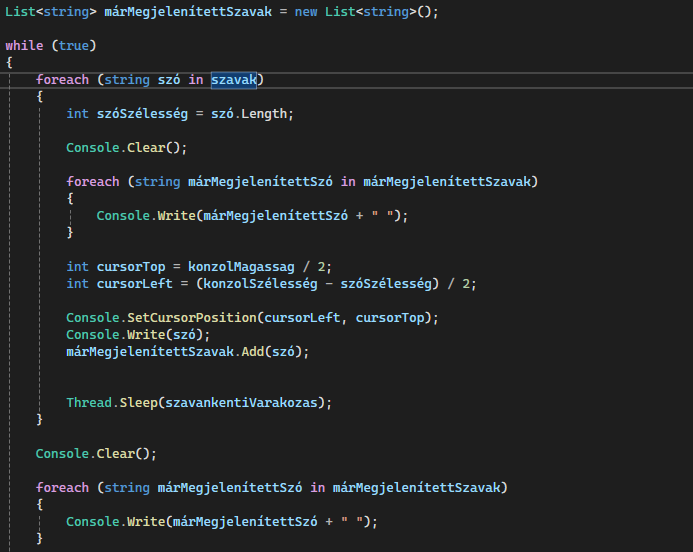 List<string> márMegjelenítettSzavak = new List<string>();
while (true)
{
foreach (string szó in szavak)
{
int szóSzélesség = szó.Length;
Console.Clear();
foreach (string márMegjelenítettSzó in márMegjelenítettSzavak)
{
Console.Write(márMegjelenítettSzó + " ");
}
int cursorTop = konzolMagassag / 2;
int cursorLeft = (konzolSzélesség - szóSzélesség) / 2;
Console.SetCursorPosition(cursorLeft, cursorTop);
Console.Write(szó);
márMegjelenítettSzavak.Add(szó);
Thread.Sleep(szavankentiVarakozas);
}
Console.Clear();
foreach (string márMegjelenítettSzó in márMegjelenítettSzavak)
{
Console.Write(márMegjelenítettSzó + " ");
}